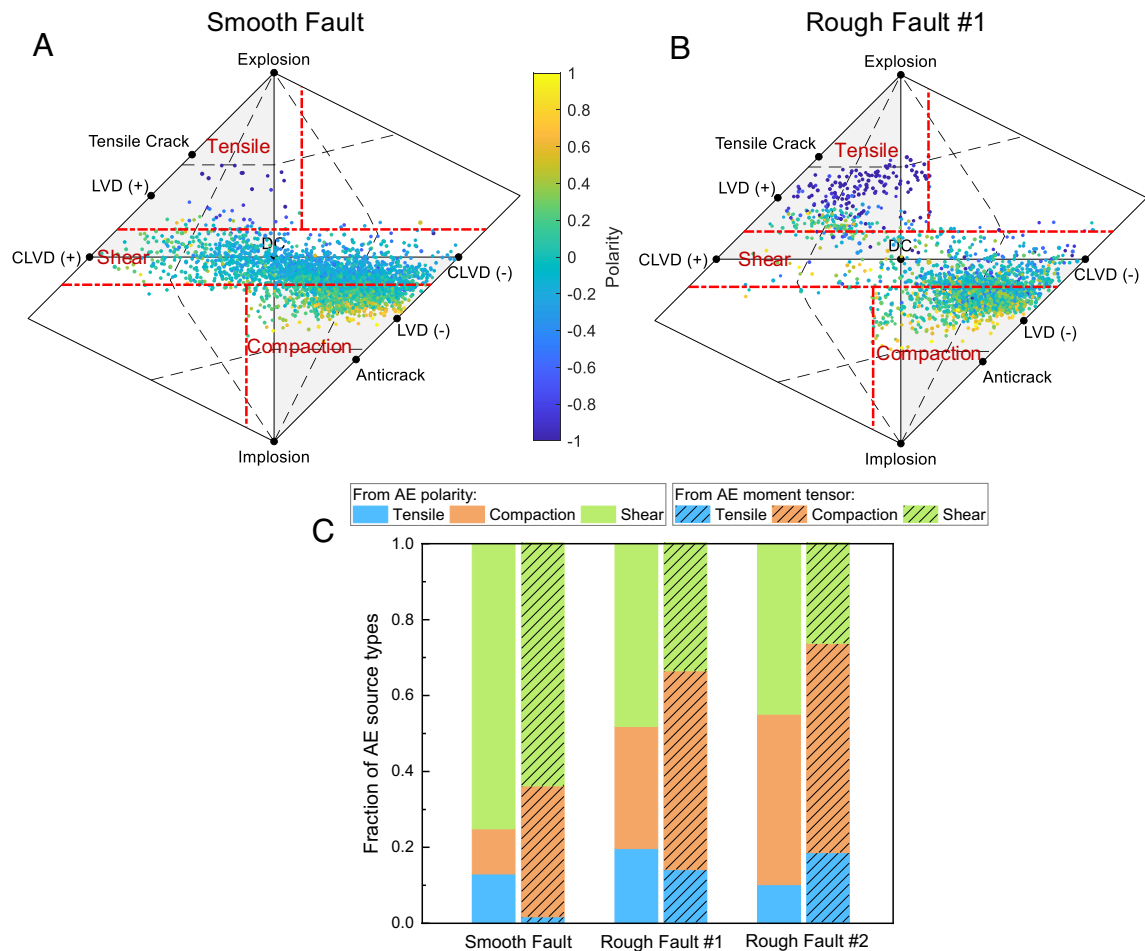 Smooth Fault
Rough Fault #1
A
B
Explosion
Tensile Crack
Tensile
LVD (+)
CLVD (+)
Shear
DC
CLVD (-)
LVD (-)
Compaction
Anticrack
Implosion
1
0.8
0.6
0.4
0.2
0
-0.2
-0.4
-0.6
-0.8
-1
Polarity
Explosion
Tensile Crack
Tensile
LVD (+)
CLVD (+)
Shear
DC
CLVD (-)
LVD (-)
Compaction
Anticrack
Implosion
From AE polarity:
Tensile Compaction Shear
From AE moment tensor:
Tensile Compaction Shear
C
Fraction of AE source types
1.0
0.8
0.6
0.4
0.2
0.0
Smooth Fault Rough Fault #1 Rough Fault #2